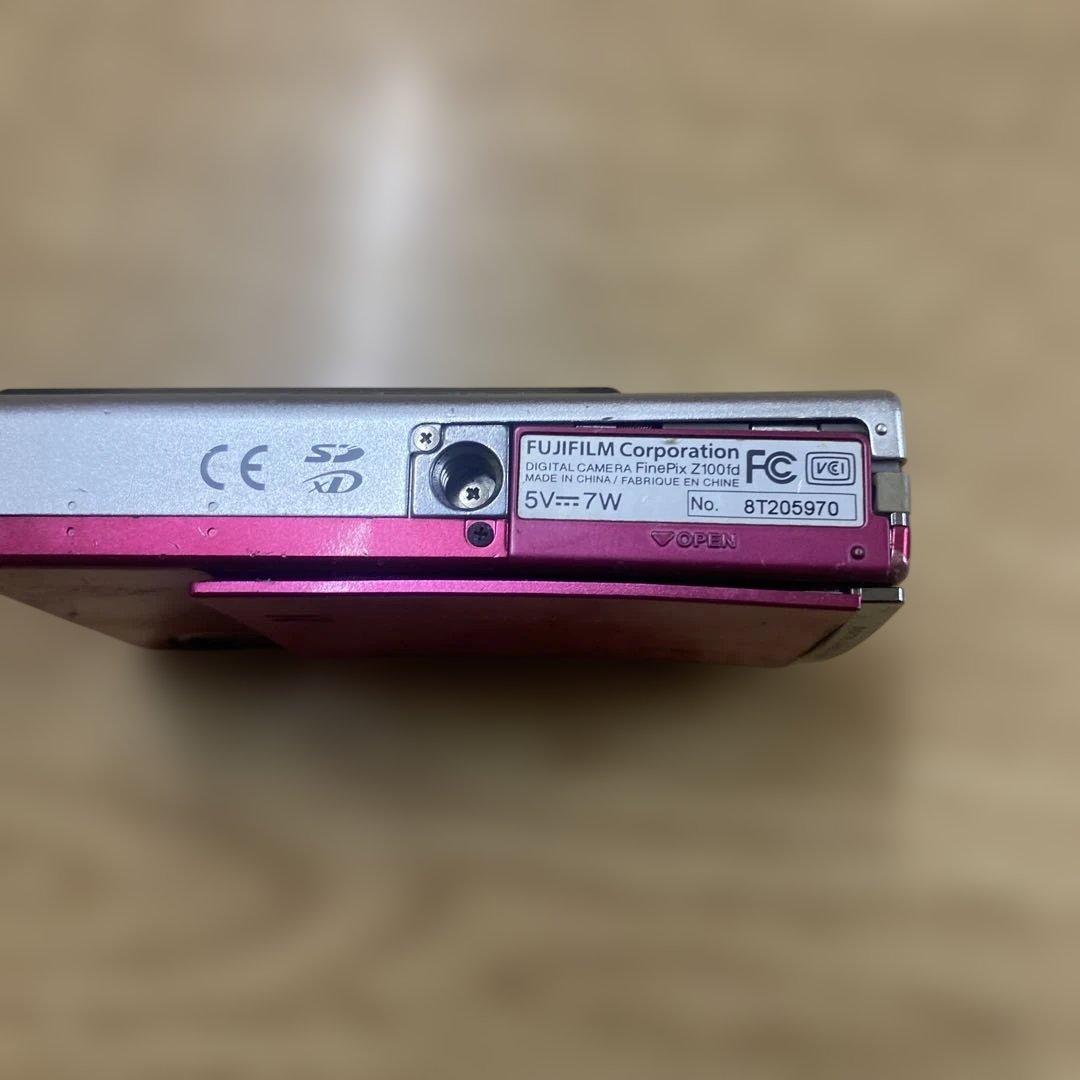 CE
SD
xD
FUJIFILM Corporation
DIGITAL CAMERA FinePix Z100fd
MADE IN CHINA / FABRIQUE EN CHINE
FC
VCI
5V⎓7W
No. 8T205970
▽OPEN